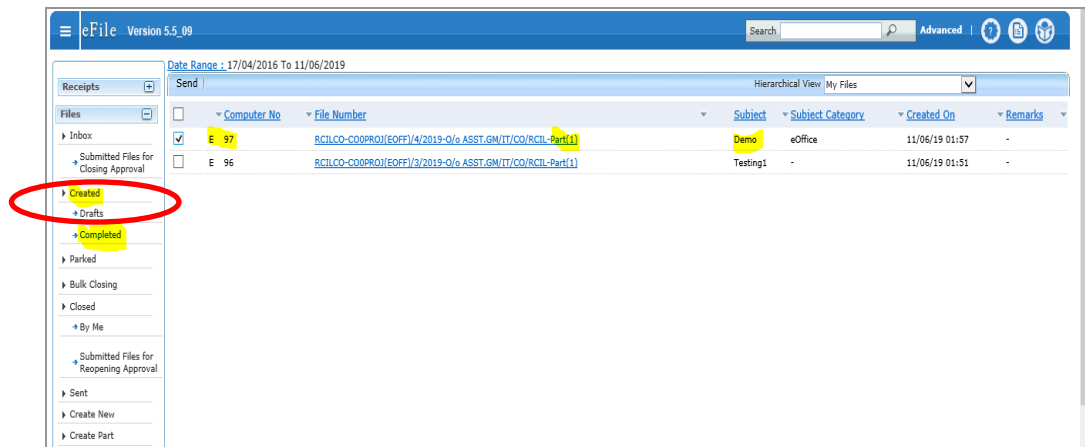 eFile Version 5.5_09
Search
Advanced |
Date Range : 17/04/2016 To 11/06/2019
Send |
Hierarchical View My Files
Computer No File Number Subject Subject Category Created On Remarks
E 97 RCILCO-CO0PROJ(EOFF)/4/2019-O/o ASST.GM/IT/CO/RCIL-Part(1) Demo eOffice 11/06/19 01:57 -
E 96 RCILCO-CO0PROJ(EOFF)/3/2019-O/o ASST.GM/IT/CO/RCIL-Part(1) Testing1 - 11/06/19 01:51 -
Receipts
Files
Inbox
Submitted Files for
Closing Approval
Created
Drafts
Completed
Parked
Bulk Closing
Closed
By Me
Submitted Files for
Reopening Approval
Sent
Create New
Create Part